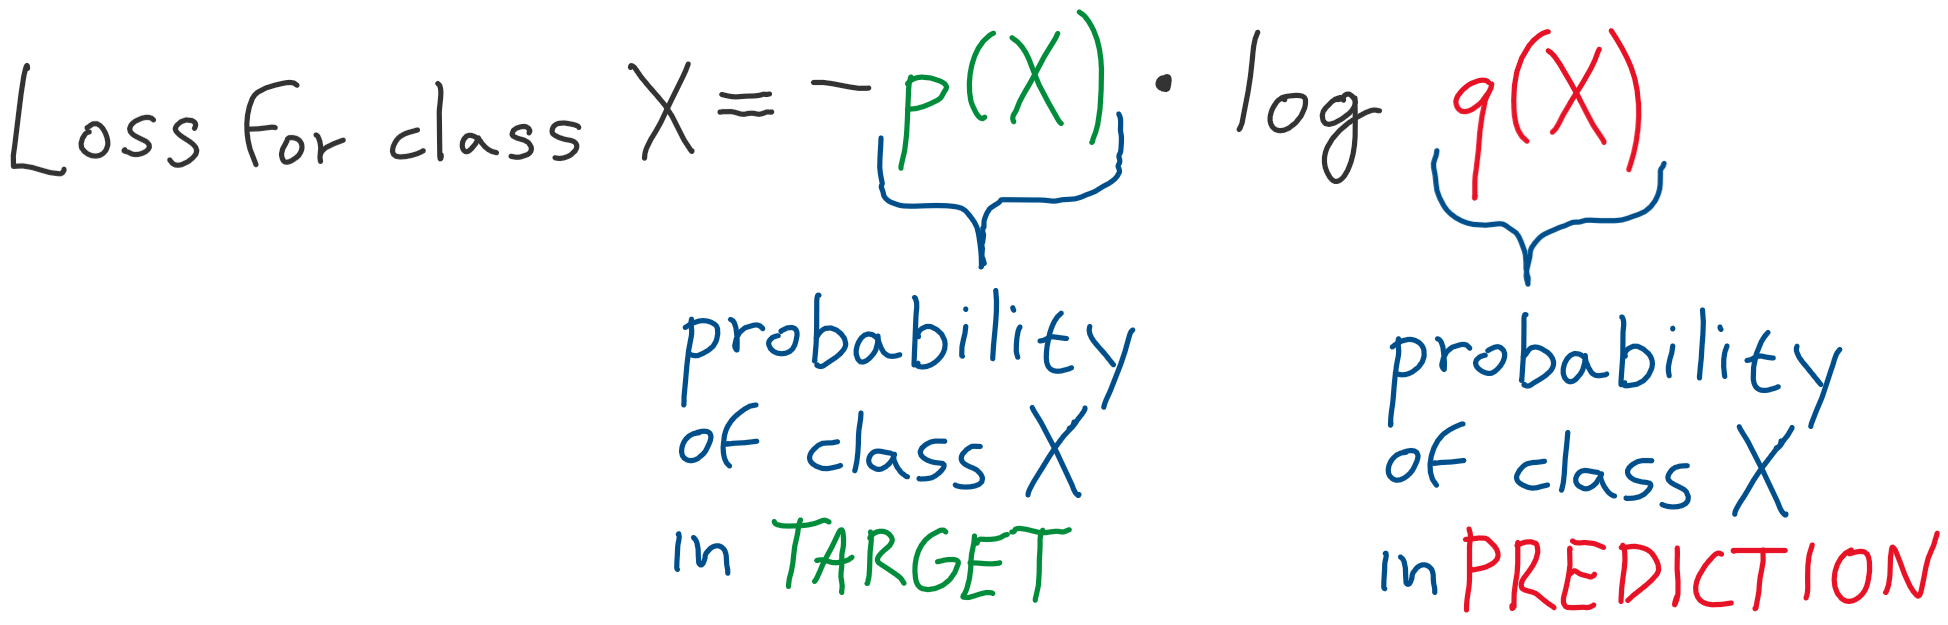 Loss for class X = - p(X) · log q(X)
probability
of class X
in TARGET
probability
of class X
in PREDICTION